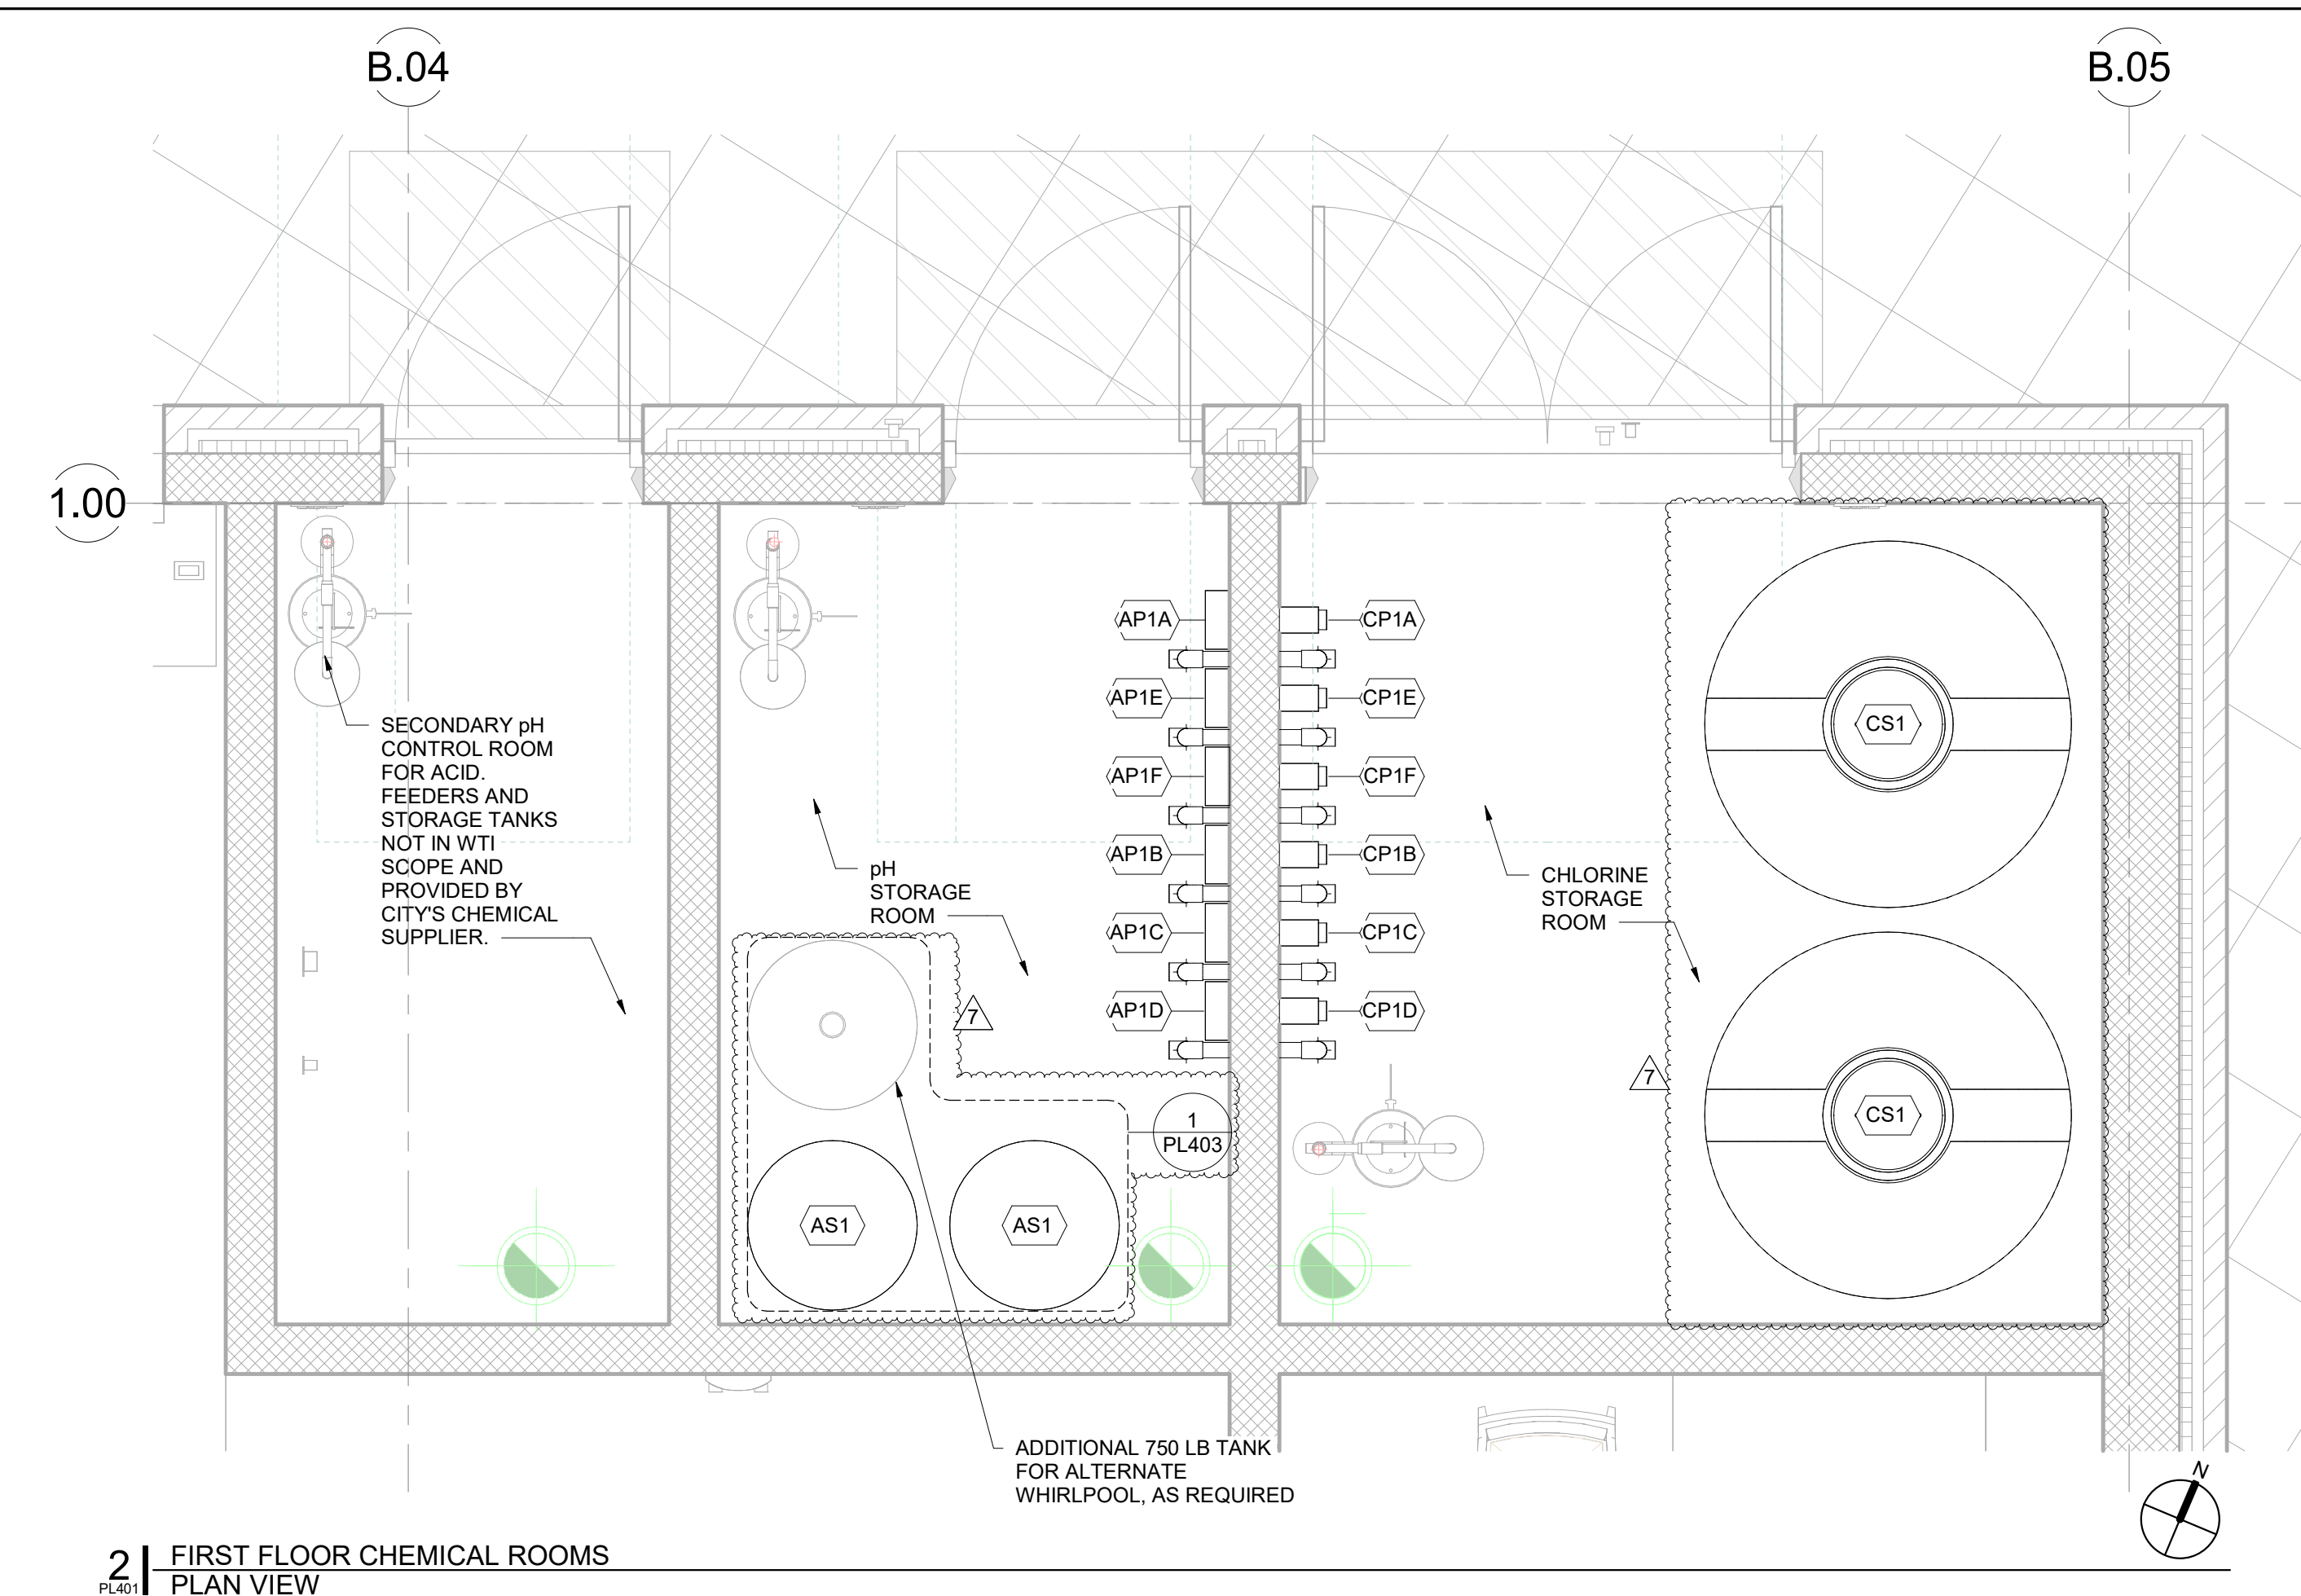 B.04
B.05
1.00
AP1A
CP1A
AP1E
CP1E
AP1F
CP1F
AP1B
CP1B
AP1C
CP1C
AP1D
CP1D
SECONDARY pH
CONTROL ROOM
FOR ACID.
FEEDERS AND
STORAGE TANKS
NOT IN WTI
SCOPE AND
PROVIDED BY
CITY'S CHEMICAL
SUPPLIER.
pH
STORAGE
ROOM
CHLORINE
STORAGE
ROOM
CS1
CS1
7
7
1
PL403
AS1
AS1
ADDITIONAL 750 LB TANK
FOR ALTERNATE
WHIRLPOOL, AS REQUIRED
N
2
PL401
FIRST FLOOR CHEMICAL ROOMS
PLAN VIEW